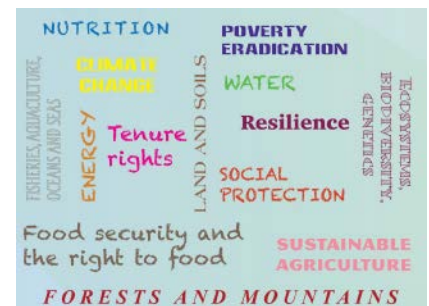 NUTRITION
POVERTY
ERADICATION
CLIMATE
CHANGE
WATER
FISHERIES, AQUACULTURE,
OCEANS AND SEAS
ENERGY
Tenure
rights
LAND AND SOILS
Resilience
ECOSYSTEMS,
BIODIVERSITY,
GENETICS
SOCIAL
PROTECTION
Food security and
the right to food
SUSTAINABLE
AGRICULTURE
FORESTS AND MOUNTAINS